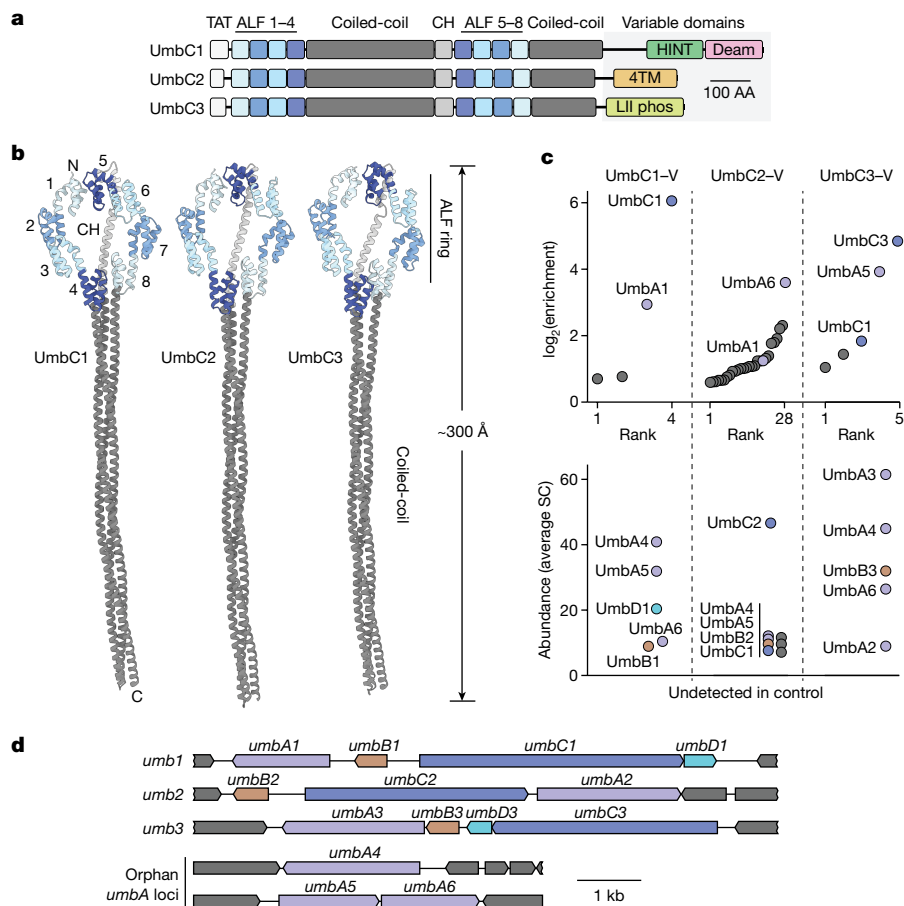 a
TAT ALF 1–4 Coiled-coil CH ALF 5–8 Coiled-coil Variable domains
UmbC1 HINT Deam
UmbC2 4TM
100 AA
UmbC3 LII phos
b
N 5
1 6
2 CH 7
3 8
4
ALF ring
UmbC1 UmbC2 UmbC3
~300 Å
Coiled-coil
C
c
UmbC1–V UmbC2–V UmbC3–V
log2(enrichment)
6
4
2
0
UmbC1
UmbA1
UmbA6
UmbA1
UmbC3
UmbA5
UmbC1
1 4 1 28 1 5
Rank Rank Rank
Abundance (average SC)
60
40
20
0
UmbA4
UmbA5
UmbD1
UmbA6
UmbB1
UmbC2
UmbA4
UmbA5
UmbB2
UmbC1
UmbA3
UmbA4
UmbB3
UmbA6
UmbA2
Undetected in control
d
umbA1 umbB1 umbC1 umbD1
umb1
umbB2 umbC2 umbA2
umb2
umbA3 umbB3 umbD3 umbC3
umb3
umbA4
Orphan
umbA loci
umbA5 umbA6
1 kb